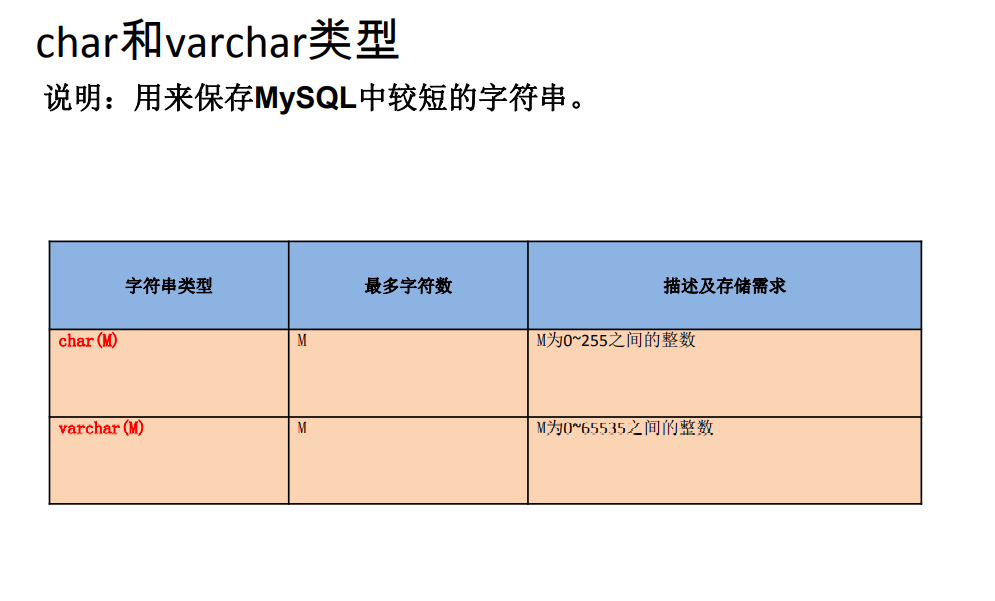 char和varchar类型
说明：用来保存MySQL中较短的字符串。
字符串类型 最多字符数 描述及存储需求
char(M) M M为0~255之间的整数
varchar(M) M M为0~65535之间的整数